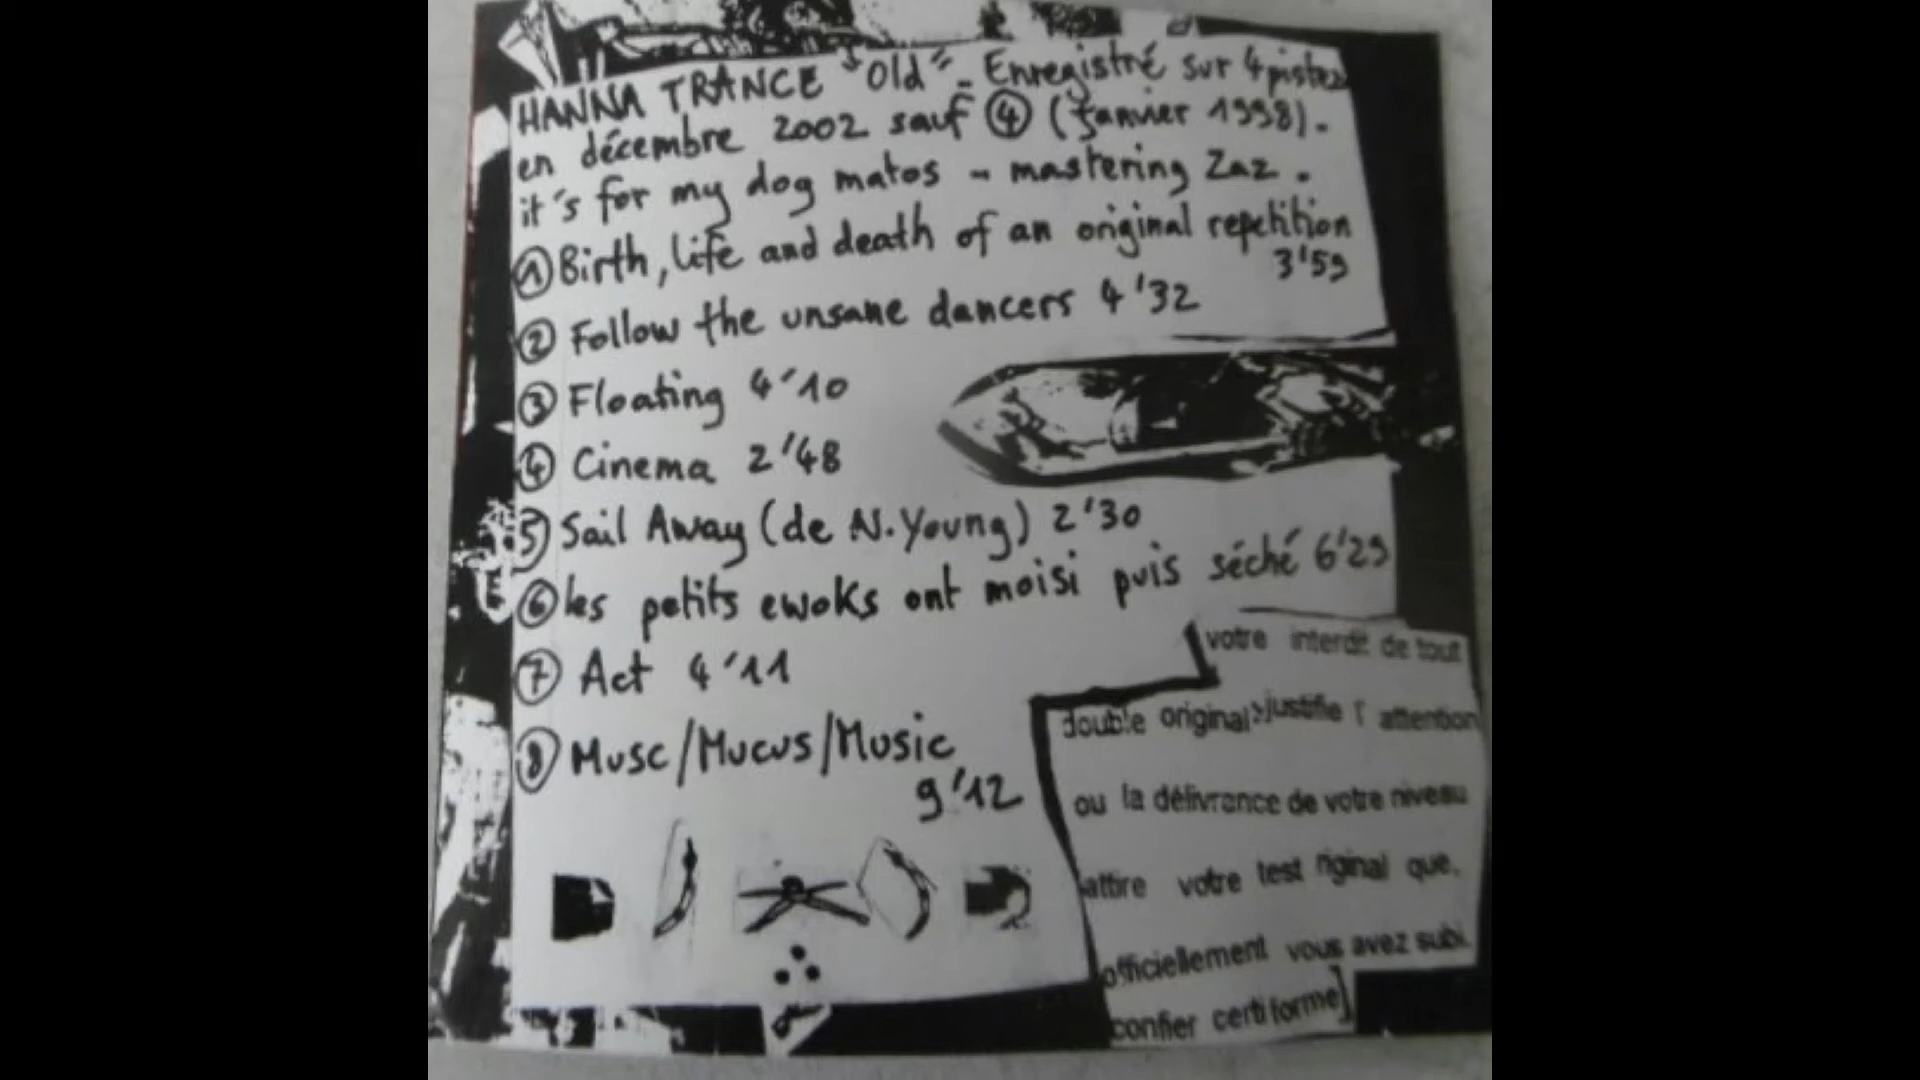 HANNA TRANCE "Old" - Enregistré sur 4 pistes
en décembre 2002 sauf ④ (janvier 1998).
it's for my dog matos - mastering Zaz.
① Birth, life and death of an original repetition
3'59
② Follow the unsane dancers 4'32
③ Floating 4'10
④ Cinema 2'48
⑤ Sail Away (de N. Young) 2'30
⑥ les petits ewoks ont moisi puis séché 6'29
⑦ Act 4'11
⑧ Musc/Mucus/Music
9'12
votre interdit de tout
double original justifie l' attention
ou la délivrance de votre niveau
attire votre test riginal que.
officiellement vous avez subi.
confier certi forme]